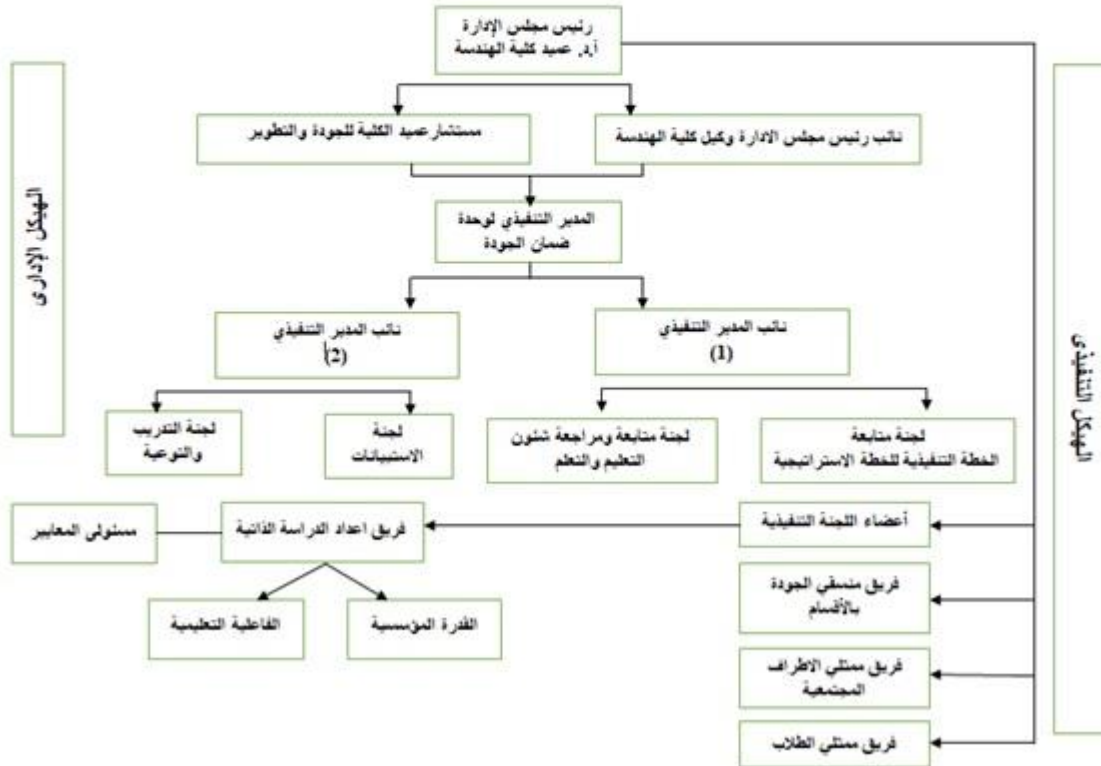 رئيس مجلس الإدارة
أ.د. عميد كلية الهندسة
نائب رئيس مجلس الادارة وكيل كلية الهندسة
مستشار عميد الكلية للجودة والتطوير
المدير التنفيذي لوحدة
ضمان الجودة
نائب المدير التنفيذي
(1)
نائب المدير التنفيذي
(2)
لجنة متابعة
الخطة التنفيذية للخطة الاستراتيجية
لجنة متابعة ومراجعة شئون
التعليم والتعلم
لجنة
الاستبيانات
لجنة التدريب
والتوعية
أعضاء اللجنة التنفيذية
فريق اعداد الدراسة الذاتية
مسئولى المعايير
القدرة المؤسسية
الفاعلية التعليمية
فريق منسقي الجودة
بالأقسام
فريق ممثلي الاطراف
المجتمعية
فريق ممثلي الطلاب
الهيكل التنفيذى
الهيكل الإدارى